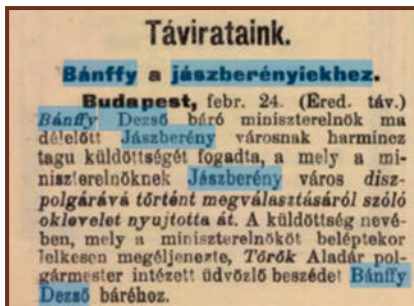 Távirataink.
Bánffy a jászberényiekhez.
Budapest, febr. 24. (Ered. táv.)
Bánffy Dezső báró miniszterelnök ma
délelőtt Jászberény városnak harmincz
tagu küldöttségét fogadta, a mely a mi-
niszterelnöknek Jászberény város disz-
polgárává történt megválasztásáról szóló
oklevelet nyujtotta át. A küldöttség nevé-
ben, mely a miniszterelnököt beléptekor
lelkesen megéljenezte, Török Aladár pol-
gármester intézett üdvözlő beszédet Bánffy
Dezső báróhoz.